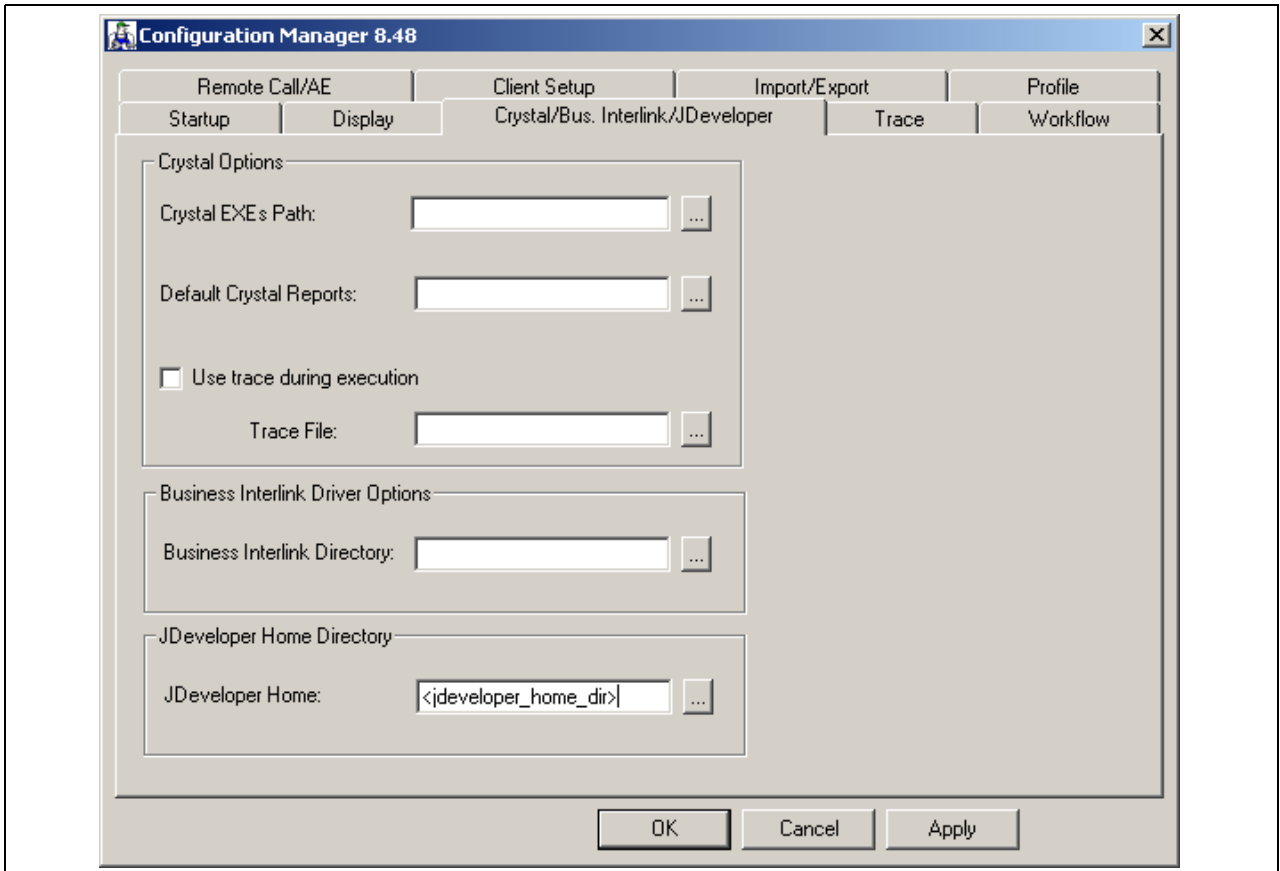 Configuration Manager 8.48
Remote Call/AE Client Setup Import/Export Profile
Startup Display Crystal/Bus. Interlink/JDeveloper Trace Workflow
Crystal Options
Crystal EXEs Path: ...
Default Crystal Reports: ...
Use trace during execution
Trace File: ...
Business Interlink Driver Options
Business Interlink Directory: ...
JDeveloper Home Directory
JDeveloper Home: <jdeveloper_home_dir> ...
OK Cancel Apply